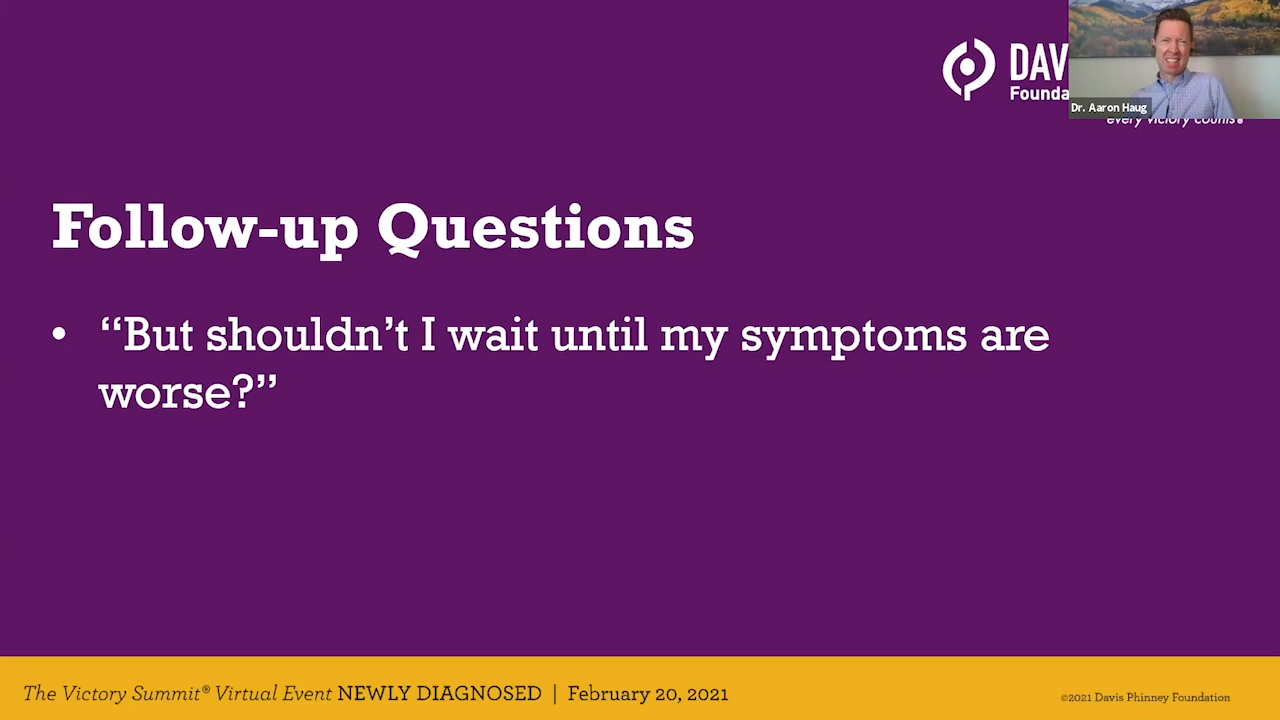 DAV
Founda
Dr. Aaron Haug
every victory counts®
Follow-up Questions
• “But shouldn’t I wait until my symptoms are
worse?”
The Victory Summit® Virtual Event NEWLY DIAGNOSED | February 20, 2021
©2021 Davis Phinney Foundation